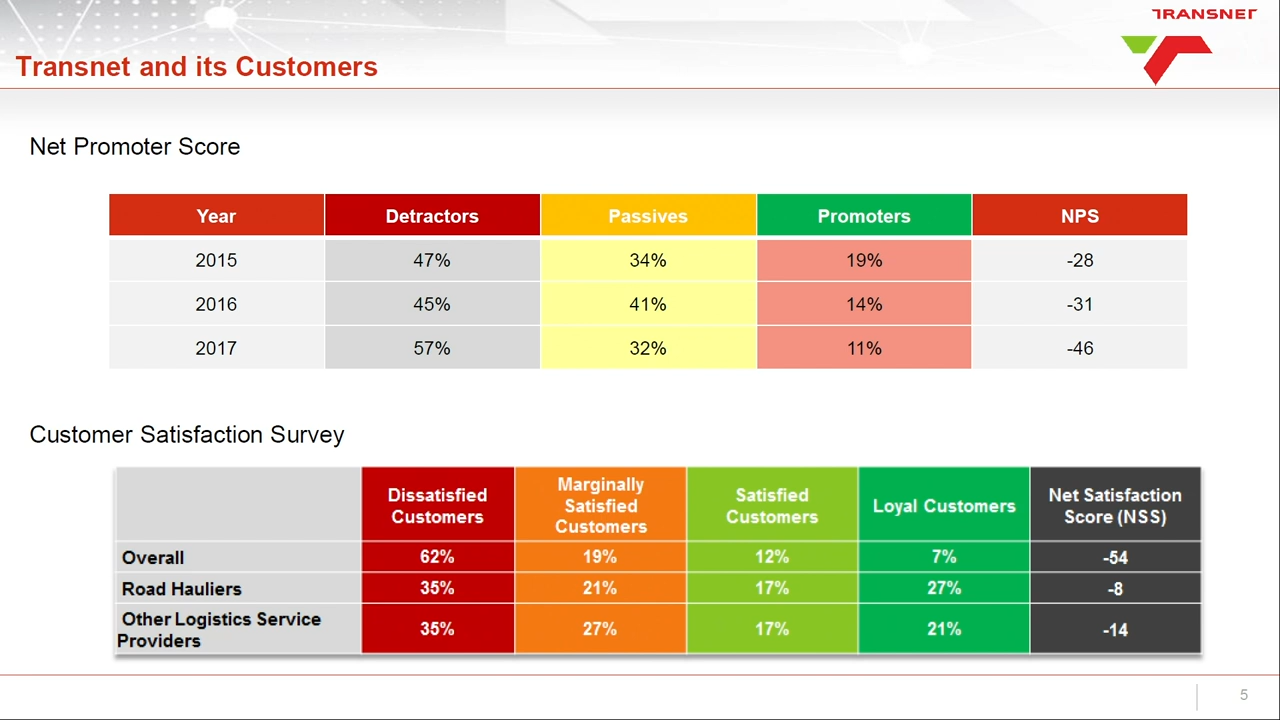 TRANSNET
Transnet and its Customers
Net Promoter Score
Year Detractors Passives Promoters NPS
2015 47% 34% 19% -28
2016 45% 41% 14% -31
2017 57% 32% 11% -46
Customer Satisfaction Survey
Dissatisfied Customers Marginally Satisfied Customers Satisfied Customers Loyal Customers Net Satisfaction Score (NSS)
Overall 62% 19% 12% 7% -54
Road Hauliers 35% 21% 17% 27% -8
Other Logistics Service Providers 35% 27% 17% 21% -14
5